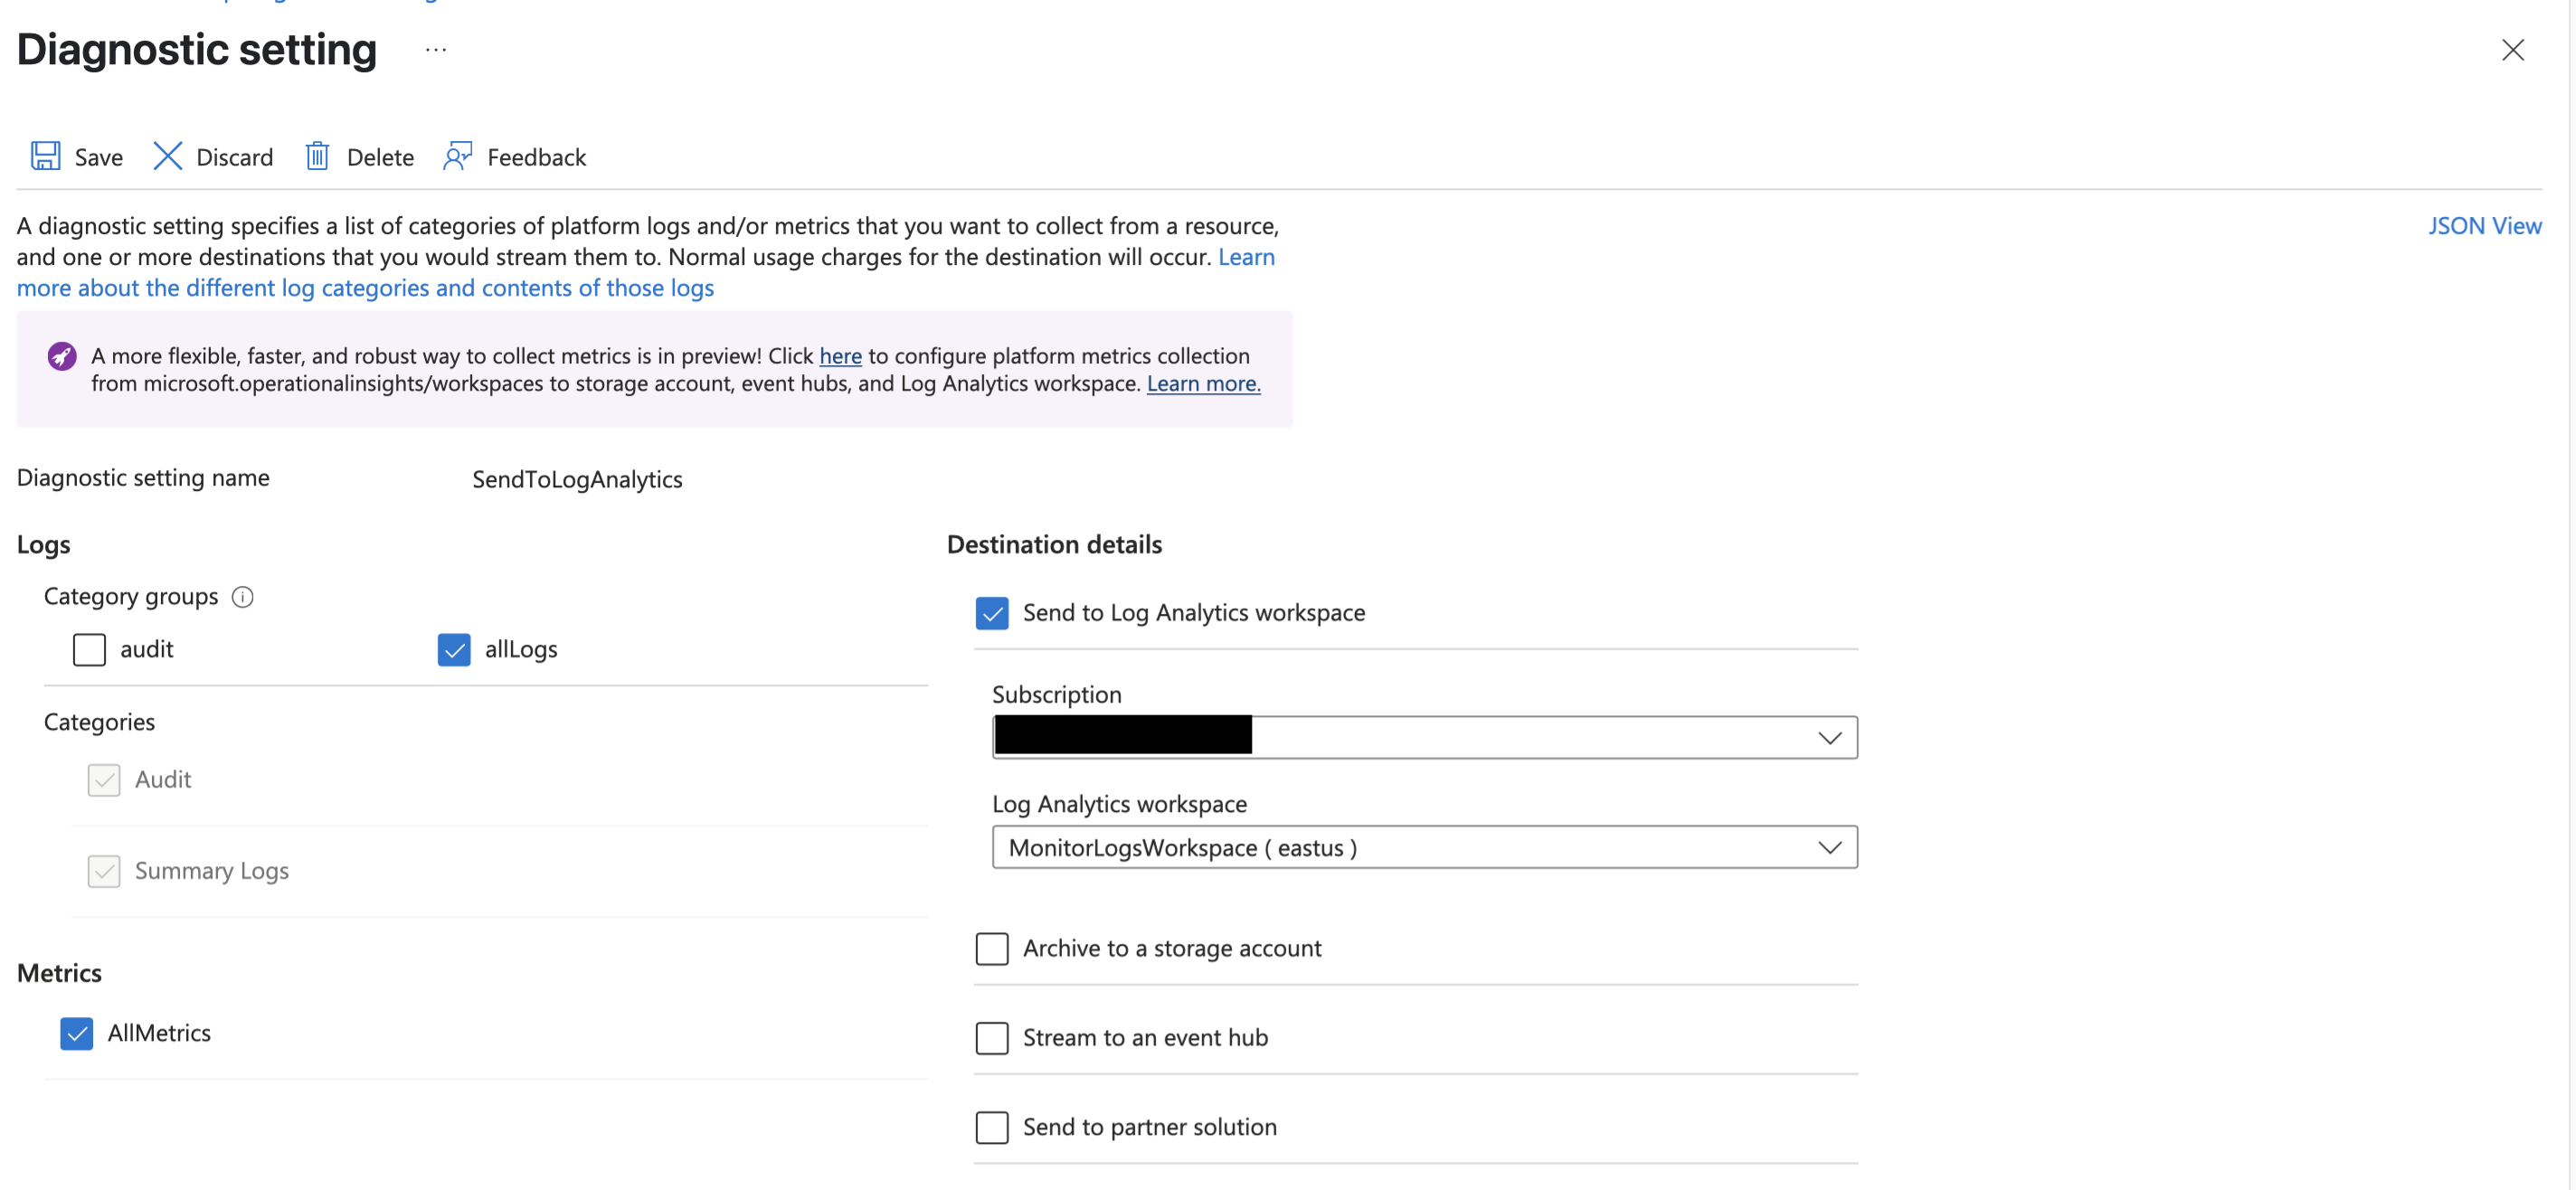 Diagnostic setting ...
Save Discard Delete Feedback
A diagnostic setting specifies a list of categories of platform logs and/or metrics that you want to collect from a resource,
and one or more destinations that you would stream them to. Normal usage charges for the destination will occur. Learn
more about the different log categories and contents of those logs
JSON View
A more flexible, faster, and robust way to collect metrics is in preview! Click here to configure platform metrics collection
from microsoft.operationalinsights/workspaces to storage account, event hubs, and Log Analytics workspace. Learn more.
Diagnostic setting name SendToLogAnalytics
Logs
Category groups
audit allLogs
Categories
Audit
Summary Logs
Metrics
AllMetrics
Destination details
Send to Log Analytics workspace
Subscription
Log Analytics workspace
MonitorLogsWorkspace ( eastus )
Archive to a storage account
Stream to an event hub
Send to partner solution